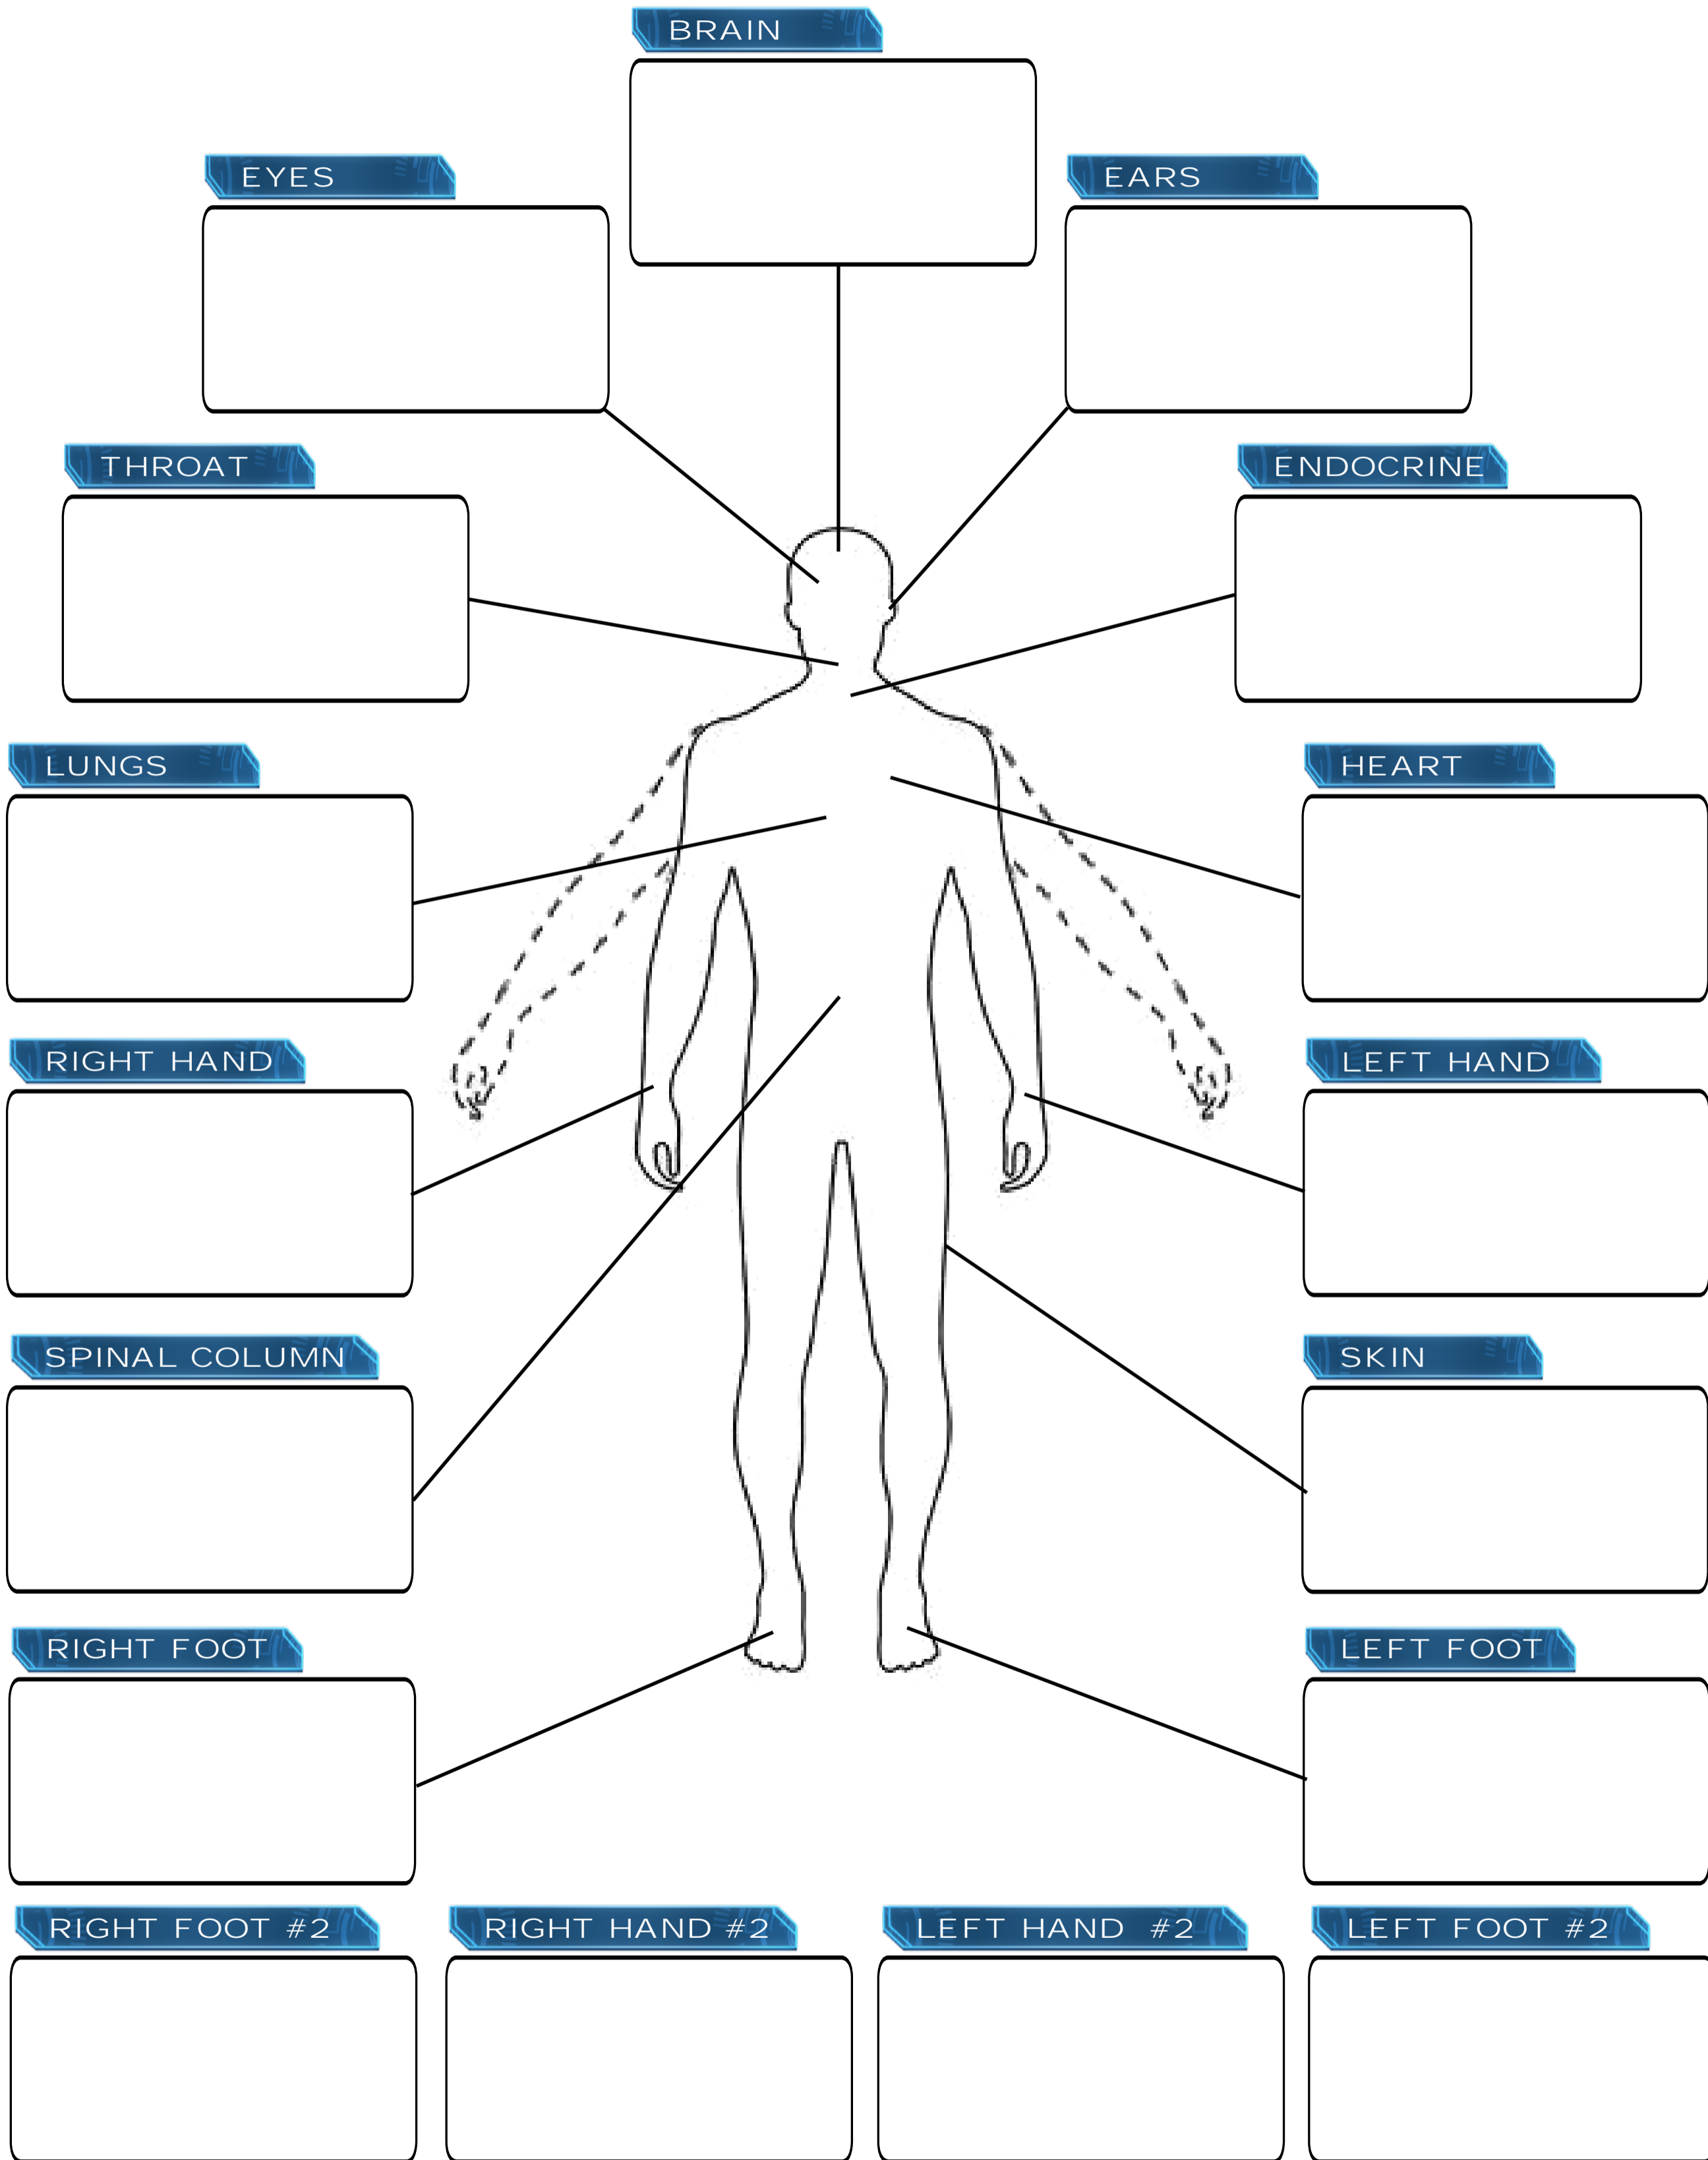 BRAIN
EYES
EARS
THROAT
ENDOCRINE
LUNGS
HEART
RIGHT HAND
LEFT HAND
SPINAL COLUMN
SKIN
RIGHT FOOT
LEFT FOOT
RIGHT FOOT #2
RIGHT HAND #2
LEFT HAND #2
LEFT FOOT #2